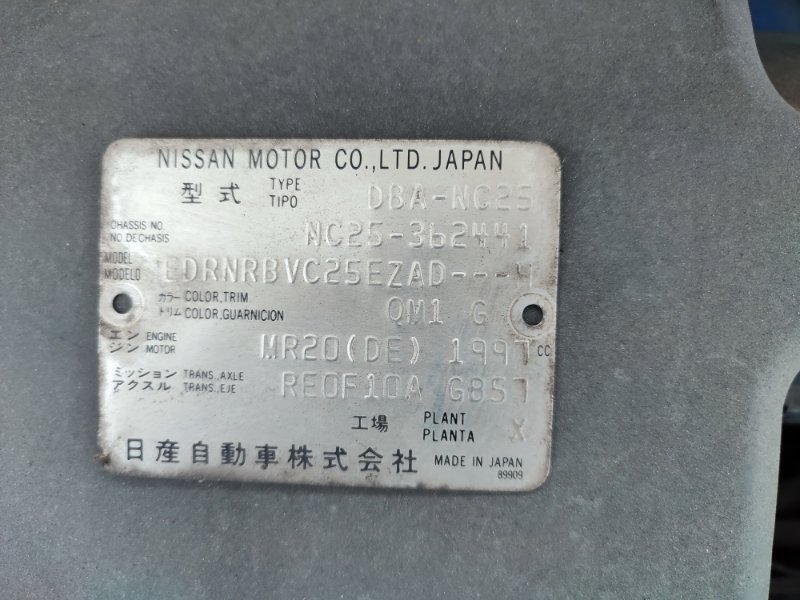 NISSAN MOTOR CO.,LTD. JAPAN
型式 TYPE TIPO DBA-NC25
CHASSIS NO. NO.DECHASIS NC25-362441
MODEL MODELO EDRNRBVC25EZAD---4
カラー COLOR,TRIM トリム COLOR,GUARNICION QM1 G
エンジン ENGINE MOTOR MR20(DE) 1997 CC
ミッション TRANS.,AXLE アクスル TRANS.,EJE RE0F10A G857
工場 PLANT PLANTA X
日産自動車株式会社 MADE IN JAPAN
89909